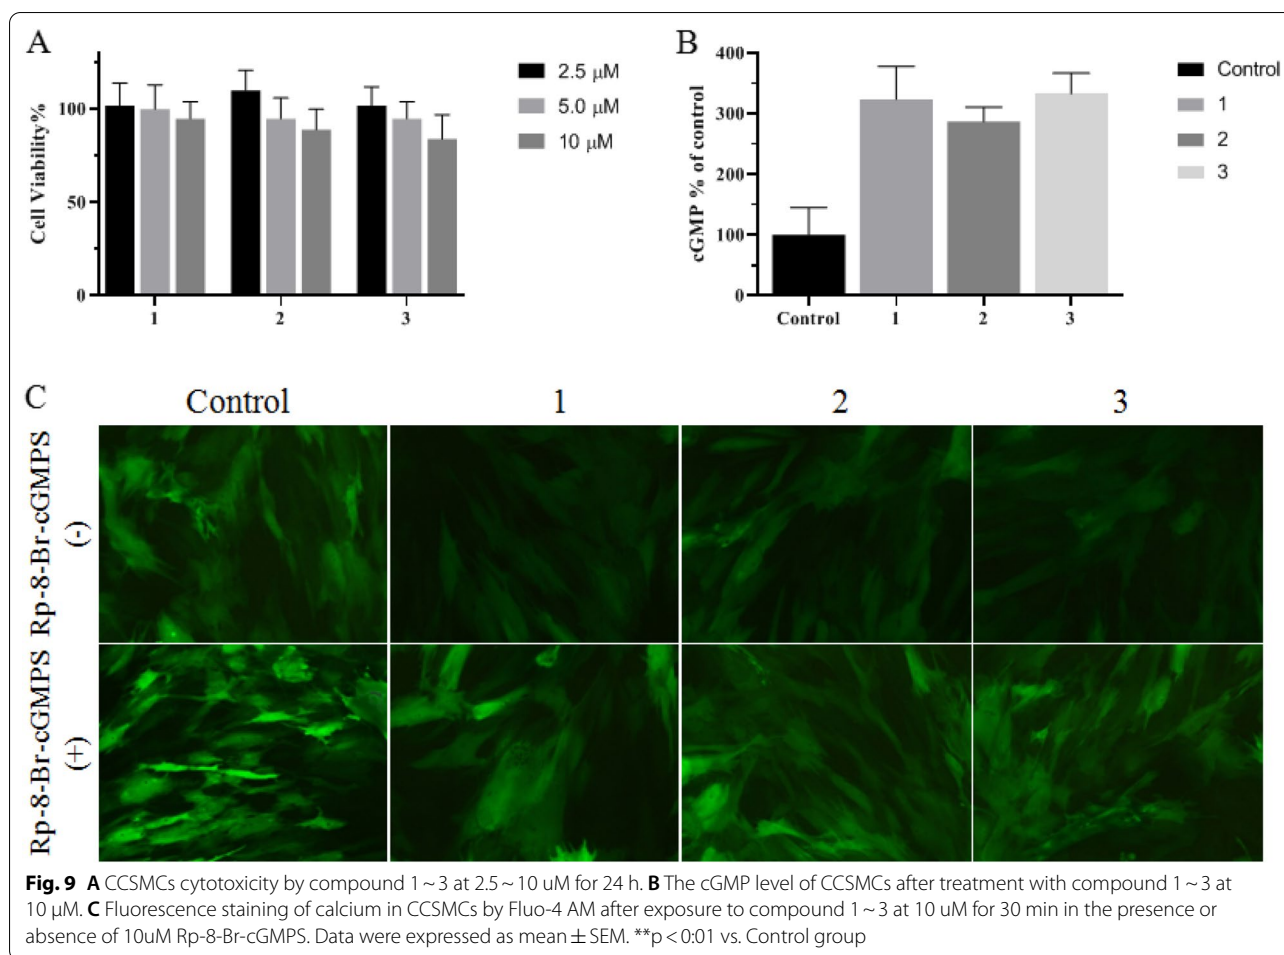 A
Cell Viability%
100
50
0
1
2
3
2.5 μM
5.0 μM
10 μM
B
cGMP % of control
400
300
200
100
0
Control
1
2
3
Control
1
2
3
C
Control
1
2
3
Rp-8-Br-cGMPS
(-)
Rp-8-Br-cGMPS
(+)
Fig. 9 A CCSMCs cytotoxicity by compound 1 ~ 3 at 2.5 ~ 10 uM for 24 h. B The cGMP level of CCSMCs after treatment with compound 1 ~ 3 at
10 μM. C Fluorescence staining of calcium in CCSMCs by Fluo-4 AM after exposure to compound 1 ~ 3 at 10 uM for 30 min in the presence or
absence of 10uM Rp-8-Br-cGMPS. Data were expressed as mean ± SEM. **p < 0:01 vs. Control group